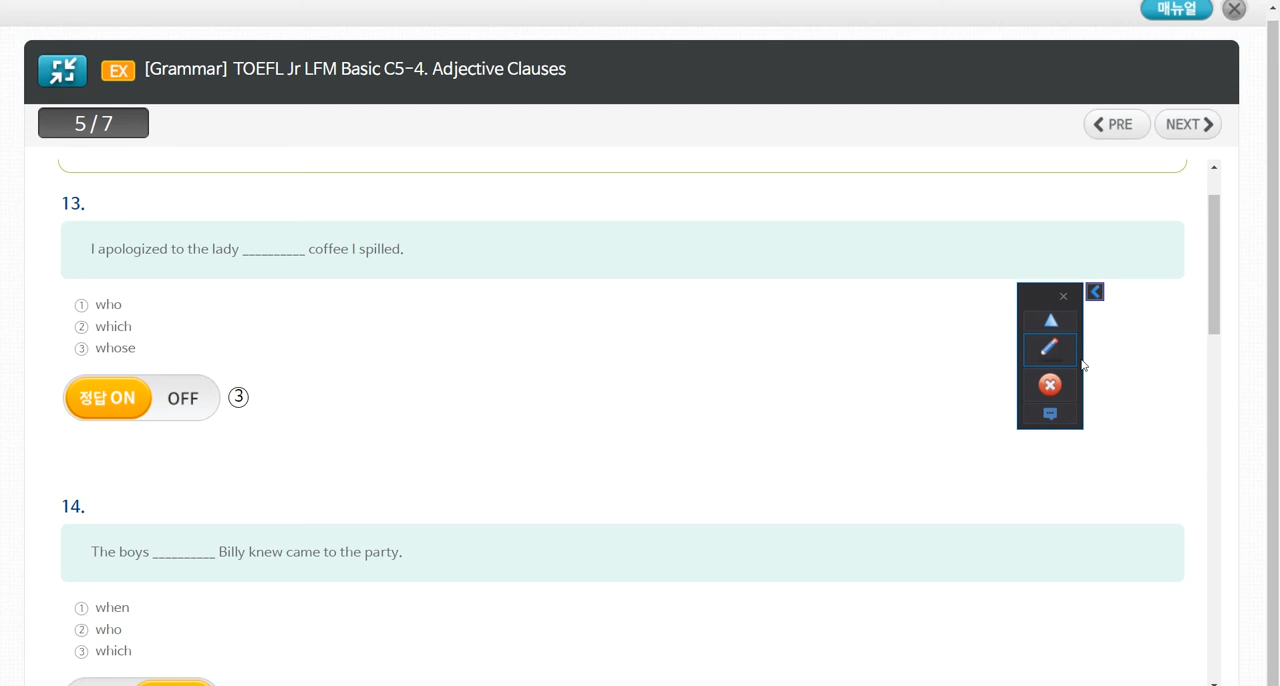 매뉴얼
EX [Grammar] TOEFL Jr LFM Basic C5-4. Adjective Clauses
5 / 7
PRE
NEXT
13.
I apologized to the lady __________ coffee I spilled.
① who
② which
③ whose
정답 ON OFF ③
14.
The boys __________ Billy knew came to the party.
① when
② who
③ which